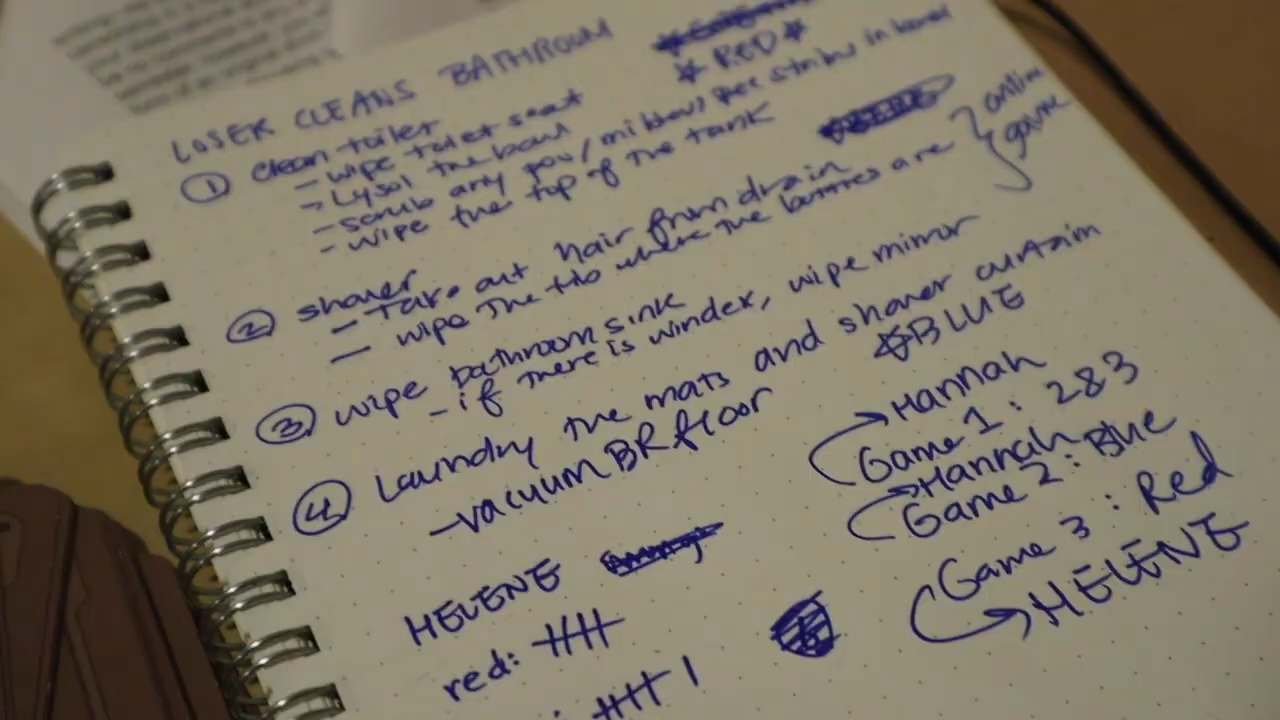 LOSER CLEANS BATHROOM
☆ RED ☆
① clean toilet
- wipe toilet seat
- Lysol the bowl
- scrub any poo/mildew/pee in bowl
- wipe the top of the tank
② shower
- Take out hair from drain
- wipe the where the bottles are
online
game
③ wipe bathroom sink
- if there is windex, wipe mirror
④ Laundry the mats and shower curtain
- vacuum BR floor
☆BLUE
Hannah
Game 1: 283
Hannah
Game 2: Blue
Game 3: Red
HELENE
HELENE
red: